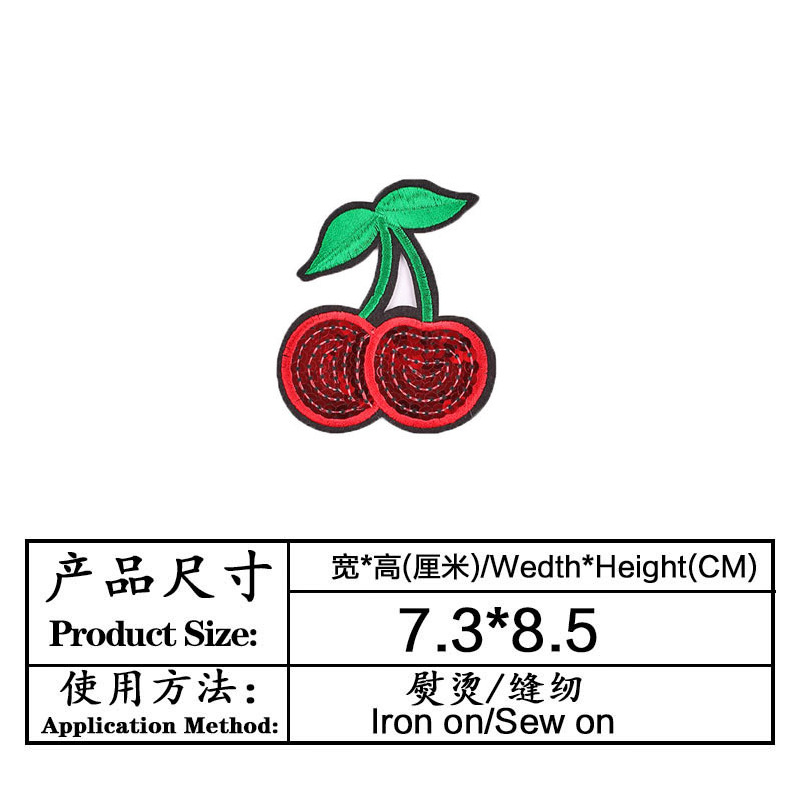 产品尺寸
Product Size:
宽*高(厘米)/Wedth*Height(CM)
7.3*8.5
使用方法：
Application Method:
熨烫/缝纫
Iron on/Sew on